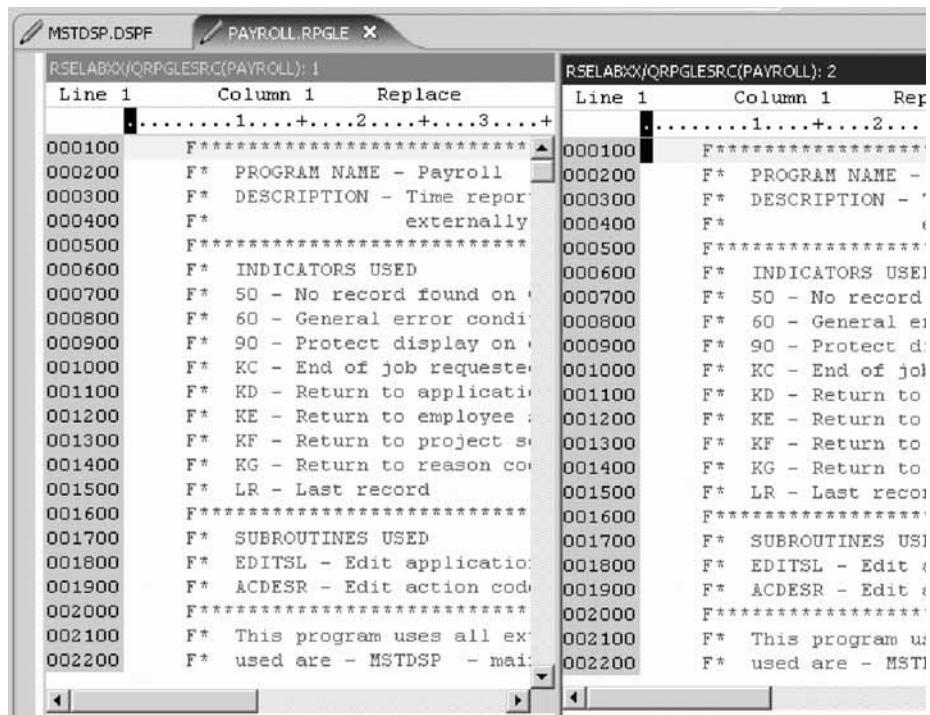 MSTDSP.DSPF PAYROLL.RPGLE
RSELABXX/QRPGLESRC(PAYROLL): 1
Line 1 Column 1 Replace
.........1....+....2....+....3....+
000100 F****************************
000200 F* PROGRAM NAME - Payroll
000300 F* DESCRIPTION - Time repor
000400 F* externally
000500 F****************************
000600 F* INDICATORS USED
000700 F* 50 - No record found on
000800 F* 60 - General error condi
000900 F* 90 - Protect display on
001000 F* KC - End of job requeste
001100 F* KD - Return to applicati
001200 F* KE - Return to employee
001300 F* KF - Return to project s
001400 F* KG - Return to reason co
001500 F* LR - Last record
001600 F****************************
001700 F* SUBROUTINES USED
001800 F* EDITSL - Edit applicatio
001900 F* ACDESR - Edit action cod
002000 F****************************
002100 F* This program uses all ex
002200 F* used are - MSTDSP - mai
RSELABXX/QRPGLESRC(PAYROLL): 2
Line 1 Column 1 Rep
.........1....+....2...
000100 F******************
000200 F* PROGRAM NAME -
000300 F* DESCRIPTION -
000400 F*
000500 F******************
000600 F* INDICATORS USE
000700 F* 50 - No record
000800 F* 60 - General er
000900 F* 90 - Protect di
001000 F* KC - End of job
001100 F* KD - Return to
001200 F* KE - Return to
001300 F* KF - Return to
001400 F* KG - Return to
001500 F* LR - Last recor
001600 F******************
001700 F* SUBROUTINES USE
001800 F* EDITSL - Edit a
001900 F* ACDESR - Edit a
002000 F******************
002100 F* This program us
002200 F* used are - MST